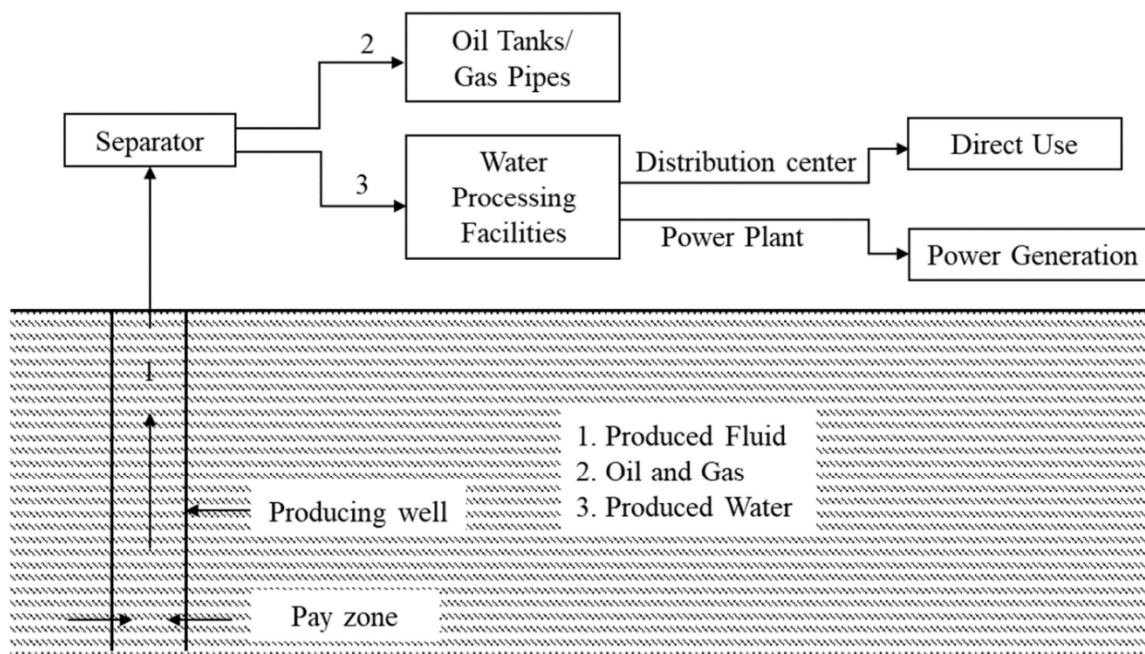 2
Oil Tanks/
Gas Pipes
Separator
3
Water
Processing
Facilities
Distribution center
Direct Use
Power Plant
Power Generation
1
1. Produced Fluid
2. Oil and Gas
3. Produced Water
Producing well
Pay zone